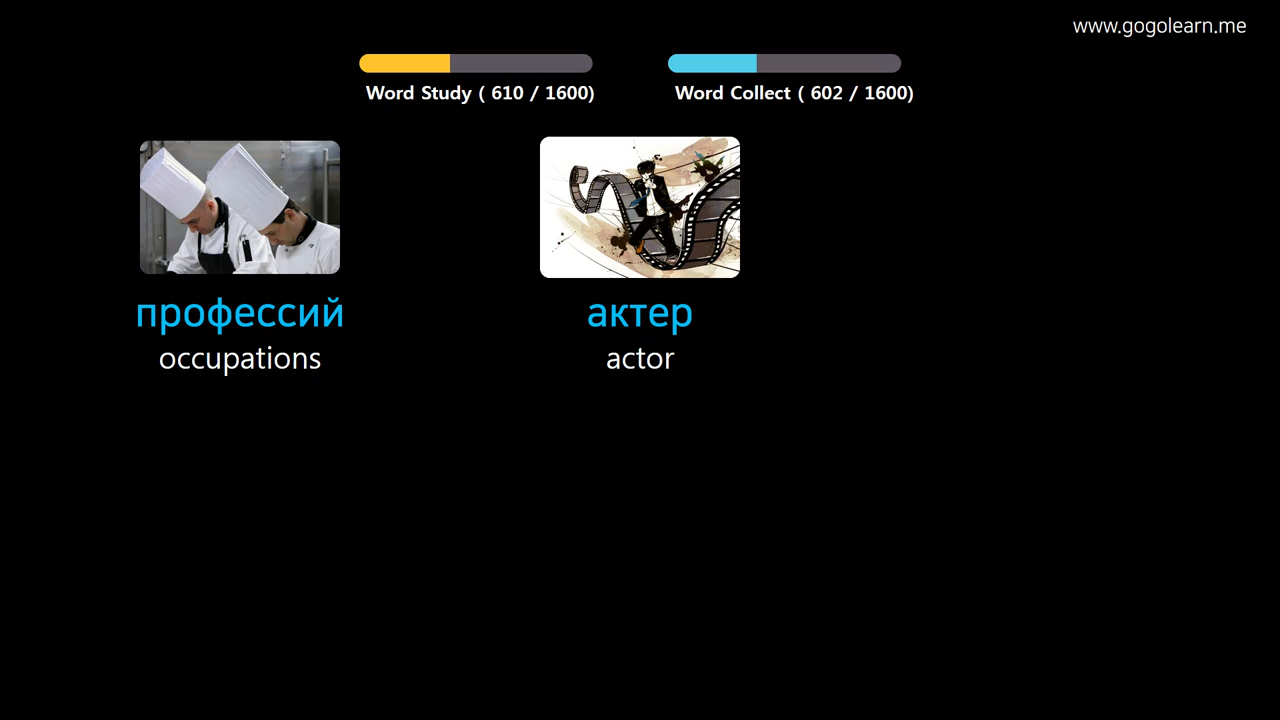 www.gogolearn.me
Word Study ( 610 / 1600)
Word Collect ( 602 / 1600)
профессий
occupations
актер
actor